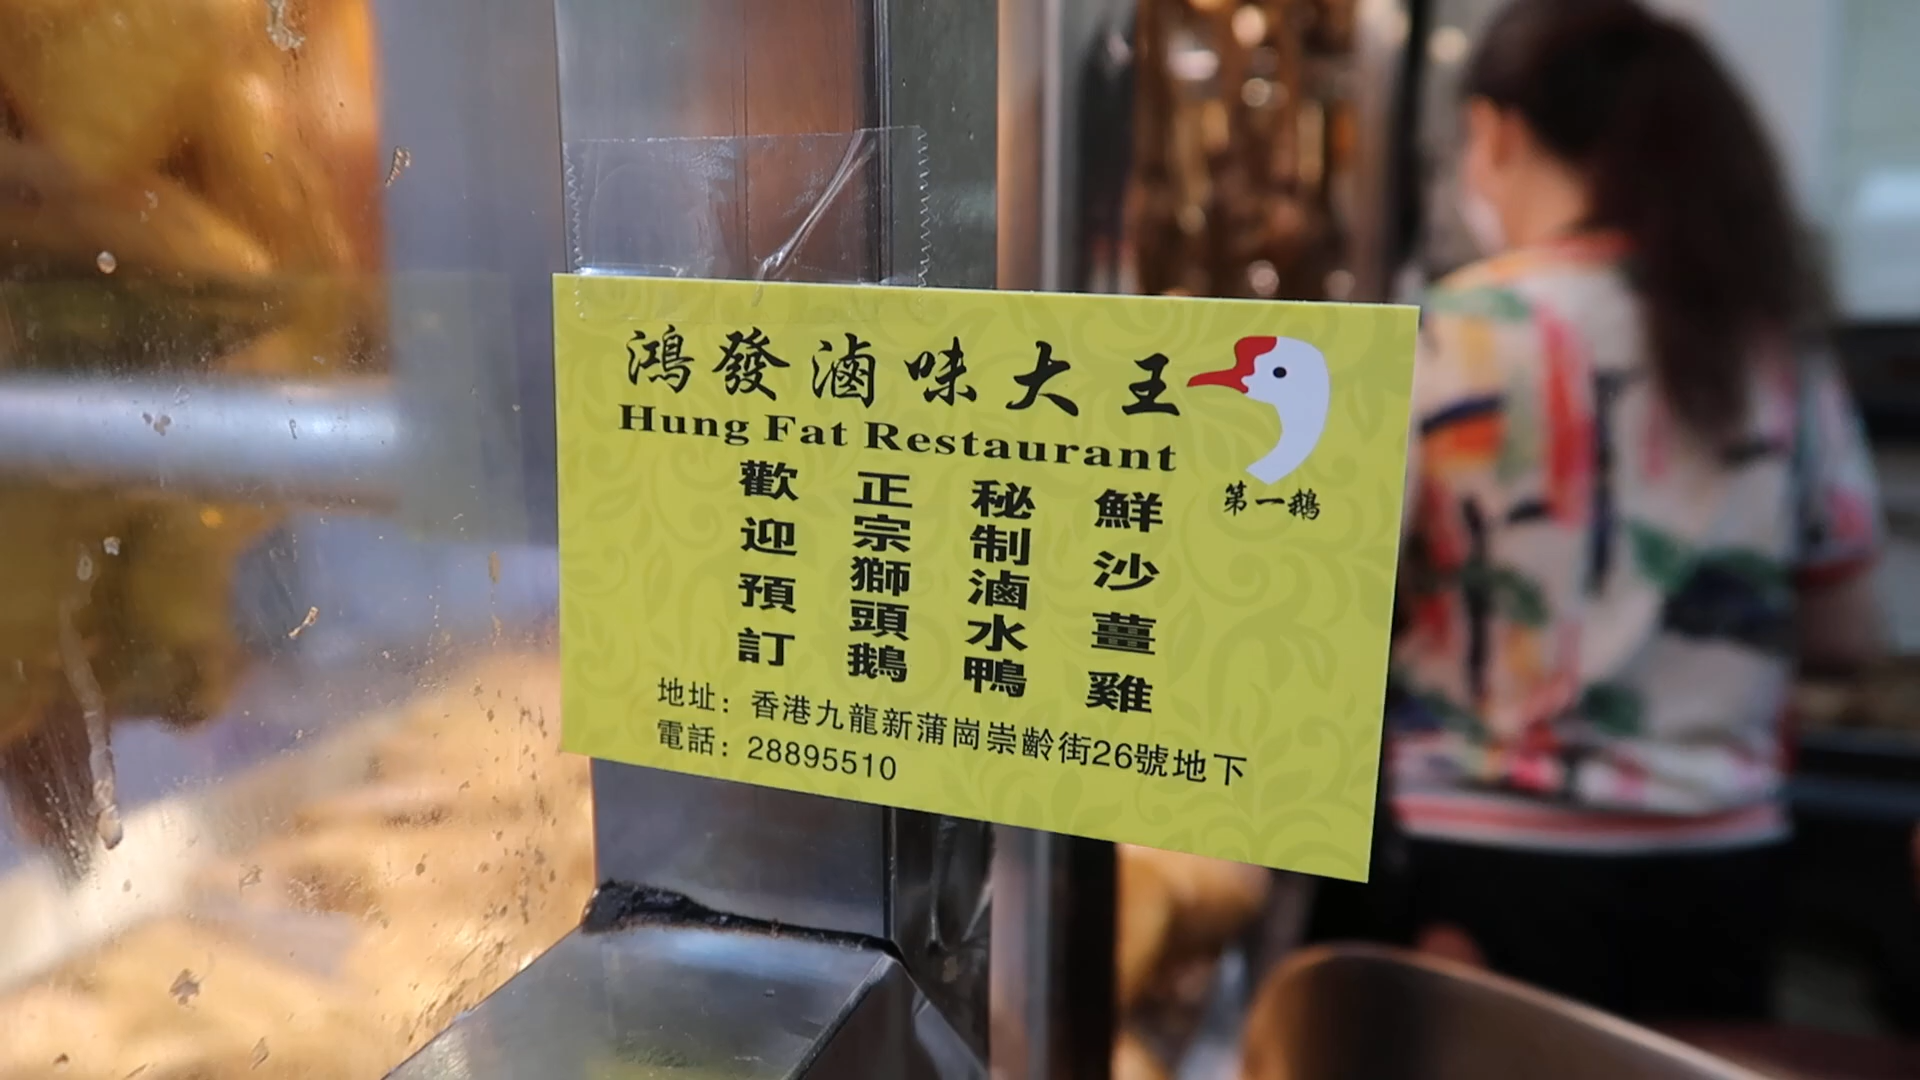 鴻發滷味大王
Hung Fat Restaurant
第一鵝
鮮沙薑雞
秘制滷水鴨
正宗獅頭鵝
歡迎預訂
地址：香港九龍新蒲崗崇齡街26號地下
電話：28895510